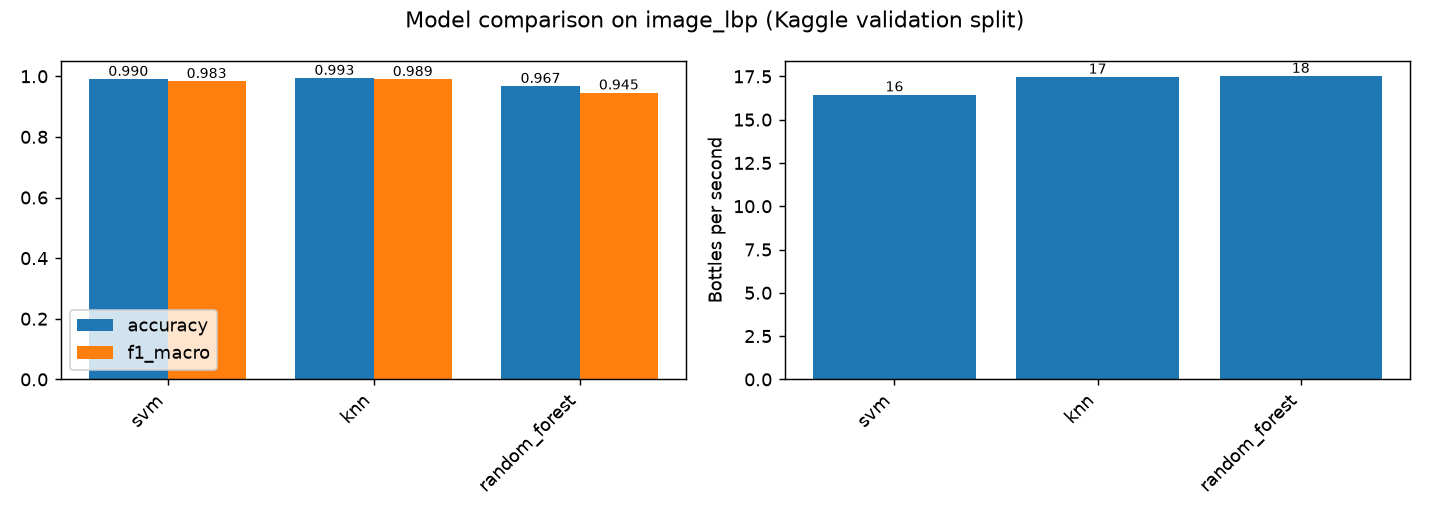 Model comparison on image_lbp (Kaggle validation split)
1.0
0.8
0.6
0.4
0.2
0.0
0.990
0.983
0.993
0.989
0.967
0.945
accuracy
f1_macro
svm
knn
random_forest
Bottles per second
17.5
15.0
12.5
10.0
7.5
5.0
2.5
0.0
16
17
18
svm
knn
random_forest